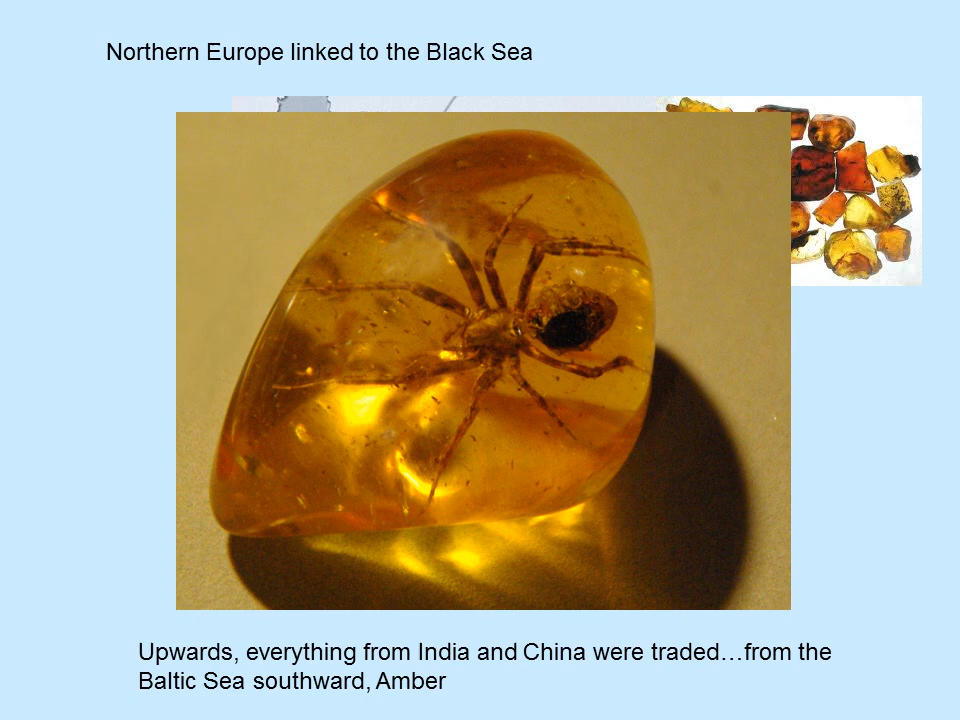 Northern Europe linked to the Black Sea
Upwards, everything from India and China were traded…from the
Baltic Sea southward, Amber